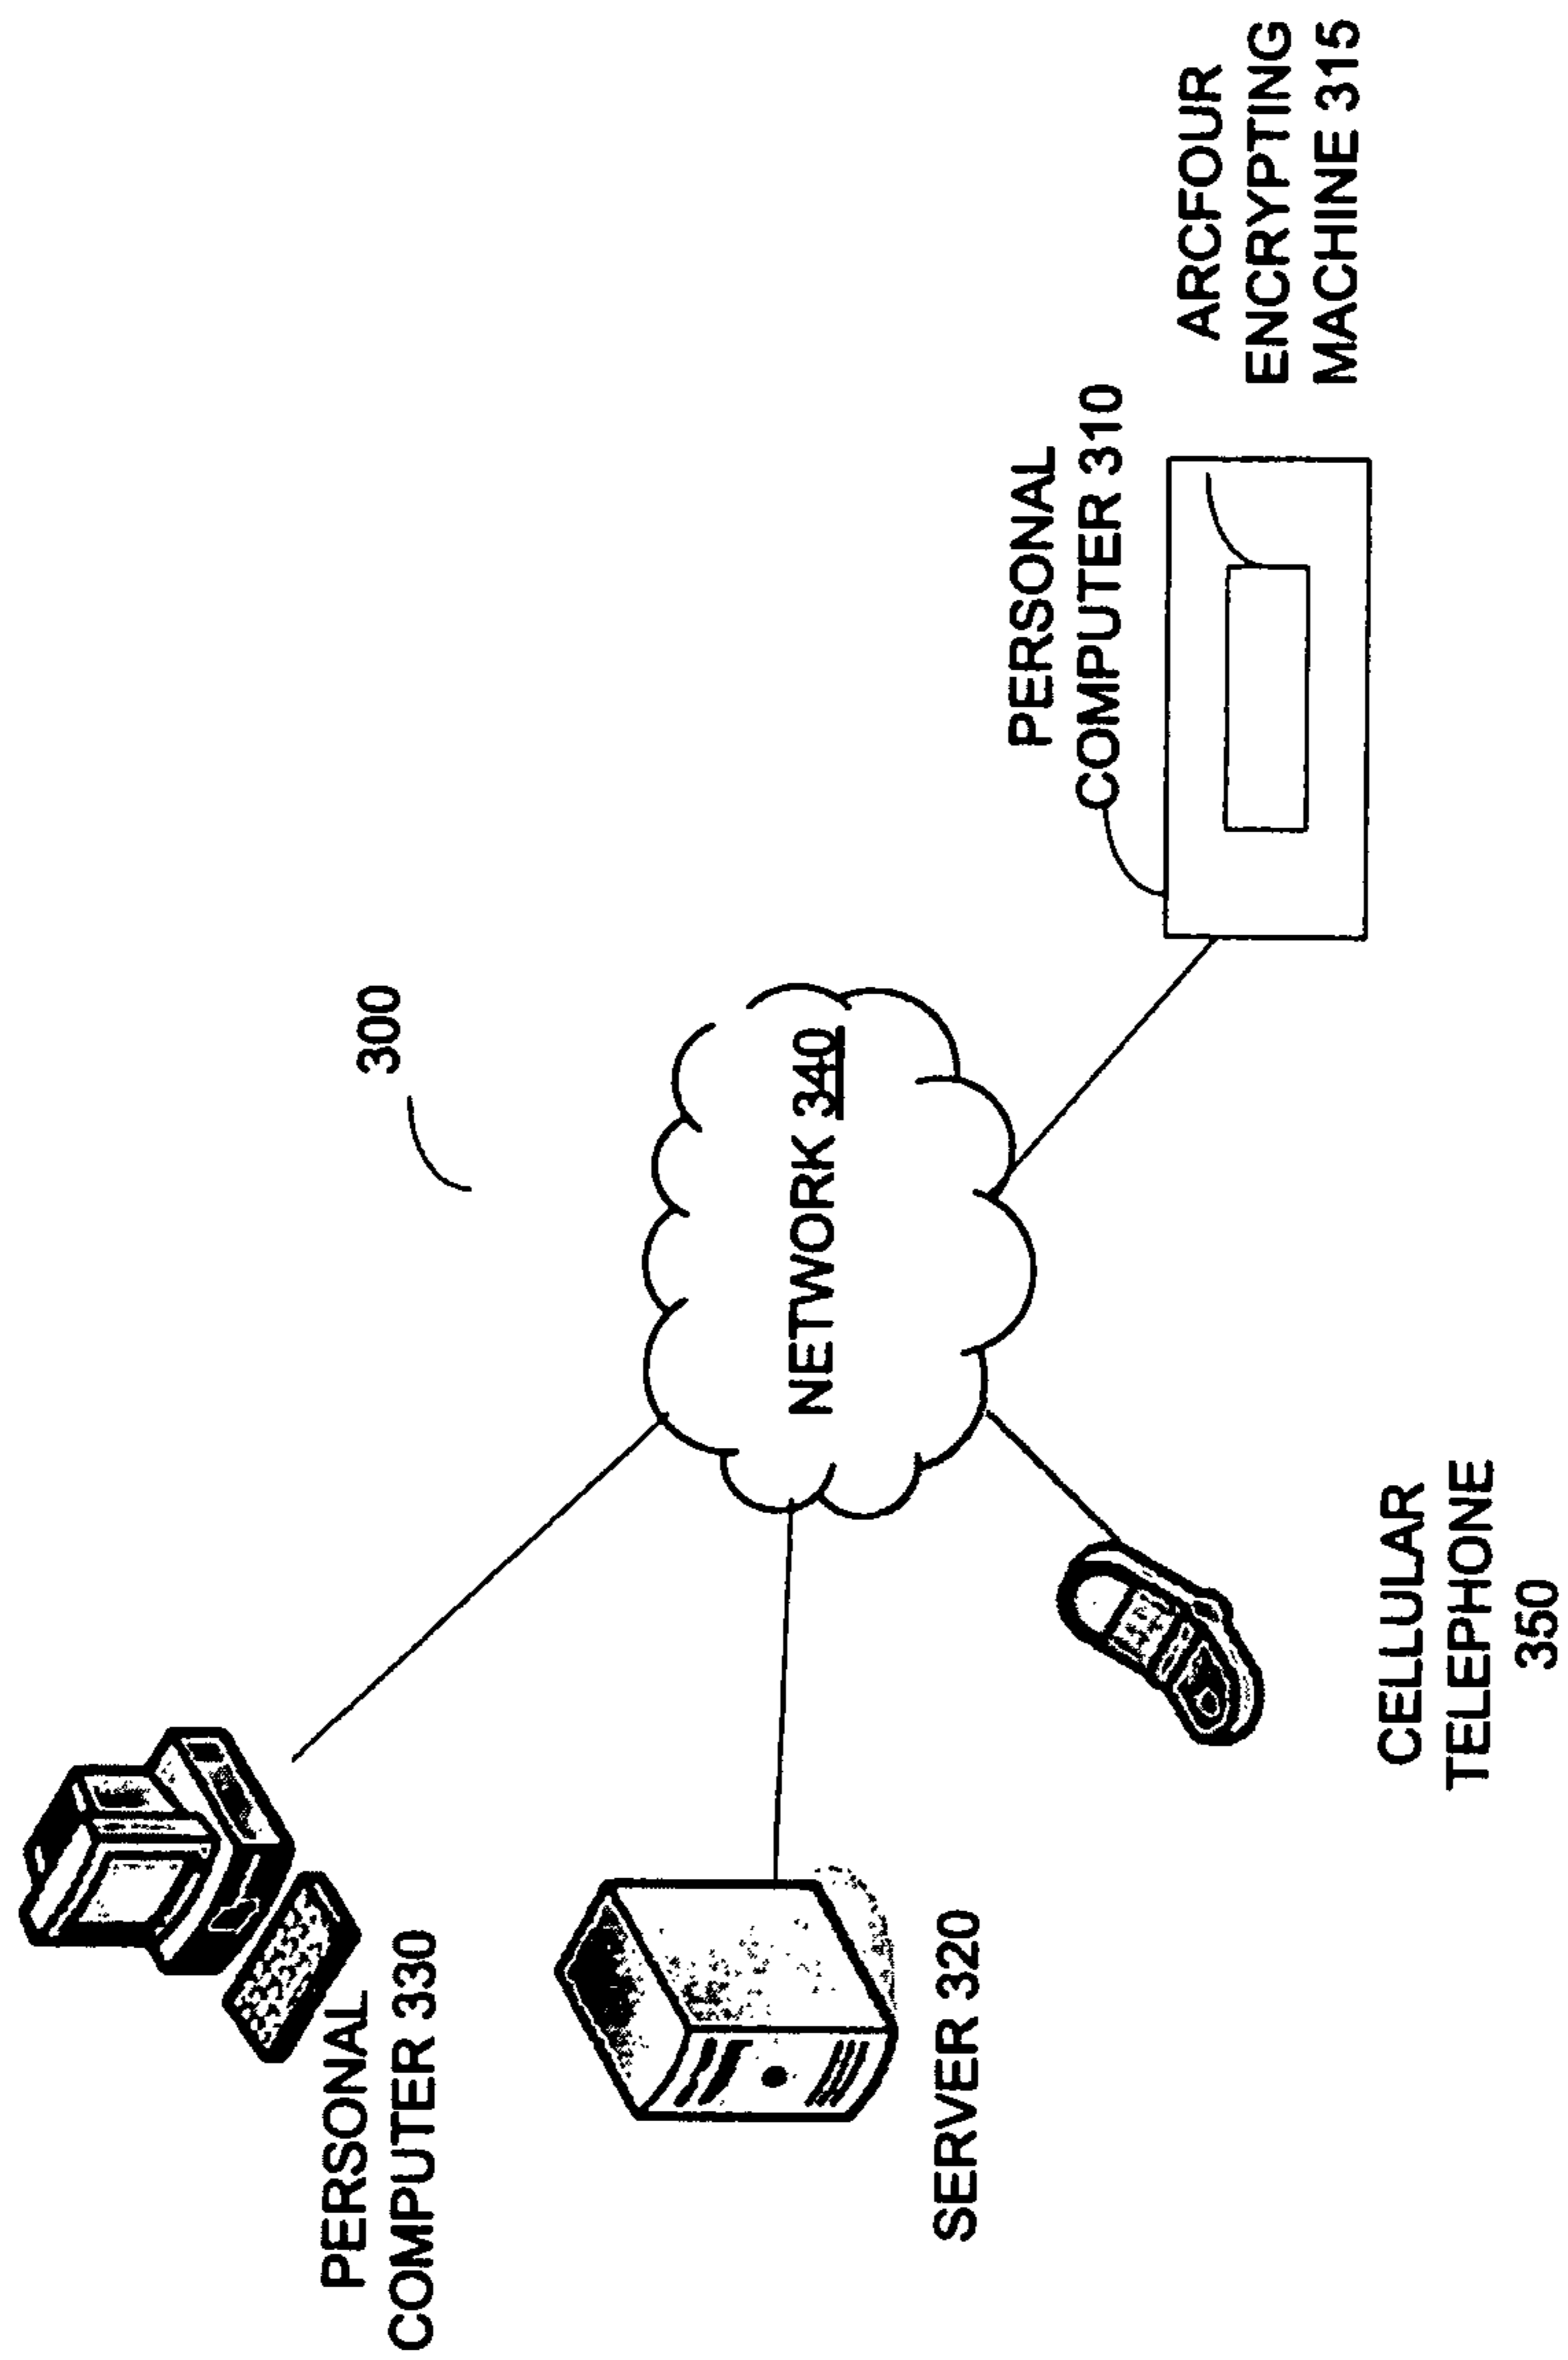 PERSONAL
COMPUTER 330
300
SERVER 320
NETWORK 340
PERSONAL
COMPUTER 310
CELLULAR
TELEPHONE
350
ARCFOUR
ENCRYPTING
MACHINE 315